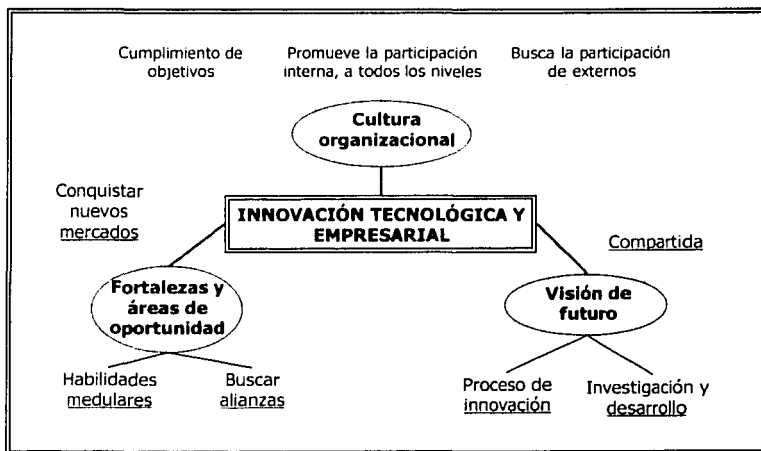 Cumplimiento de
objetivos
Promueve la participación
interna, a todos los niveles
Busca la participación
de externos
Cultura
organizacional
Conquistar
nuevos
mercados
INNOVACIÓN TECNOLÓGICA Y
EMPRESARIAL
Compartida
Fortalezas y
áreas de
oportunidad
Visión de
futuro
Habilidades
medulares
Buscar
alianzas
Proceso de
innovación
Investigación y
desarrollo